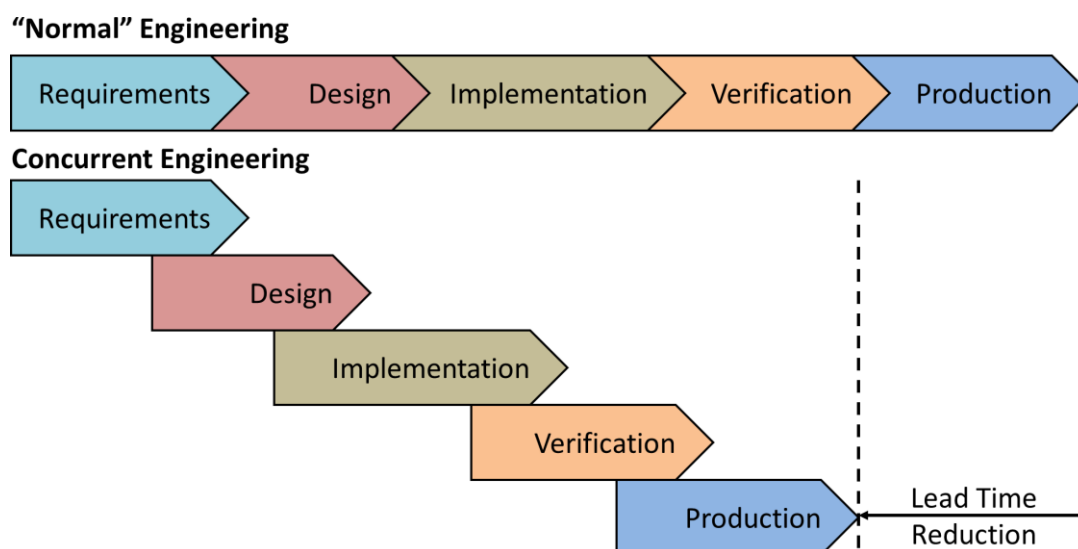 “Normal” Engineering
Requirements
Design
Implementation
Verification
Production
Concurrent Engineering
Requirements
Design
Implementation
Verification
Production
Lead Time
Reduction